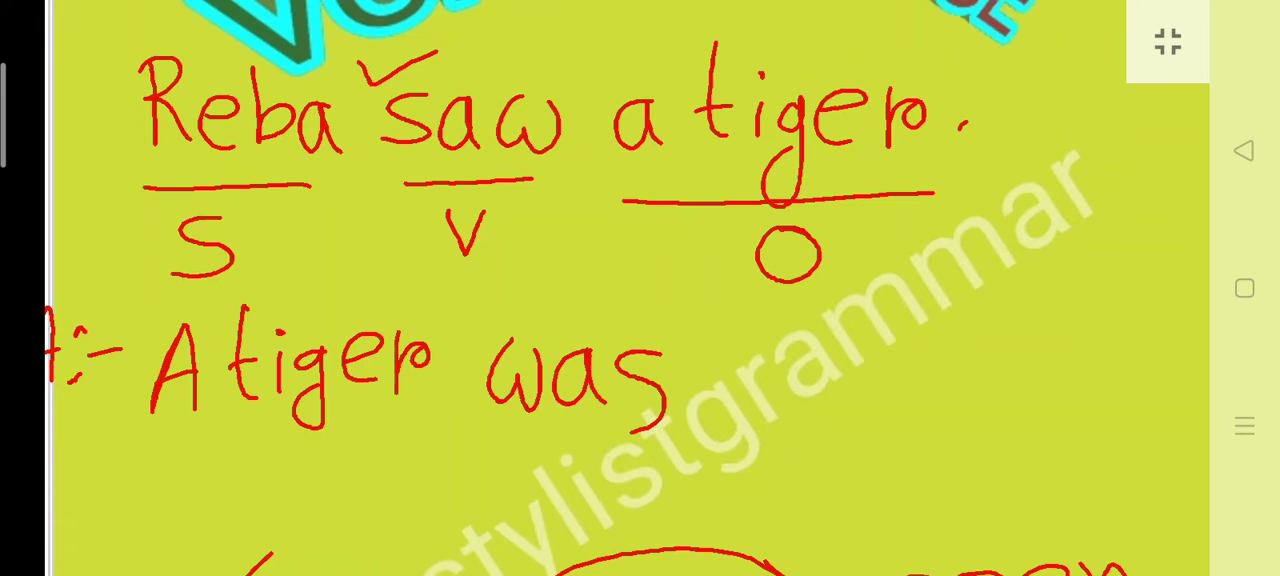 Reba saw a tiger.
S V O
:- A tiger was
stylistgrammar